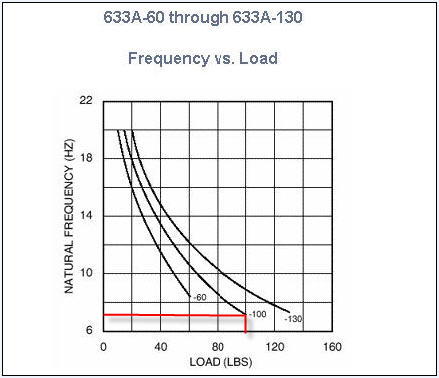 633A-60 through 633A-130
Frequency vs. Load
22
18
14
10
6
NATURAL FREQUENCY (HZ)
-60
-100
-130
0 40 80 120 160
LOAD (LBS)